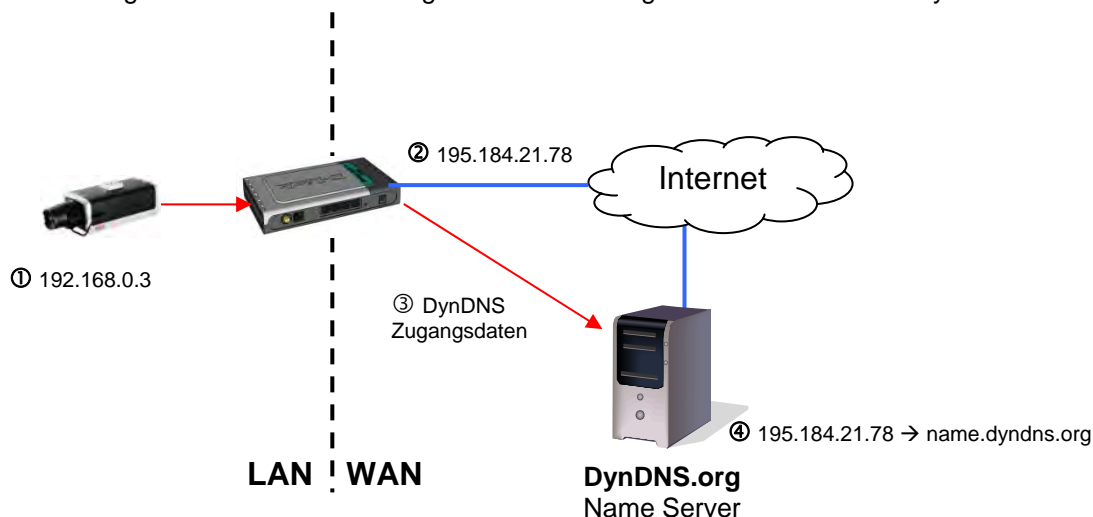 ② 195.184.21.78
Internet
① 192.168.0.3
③ DynDNS
Zugangsdaten
④ 195.184.21.78 → name.dyndns.org
LAN WAN
DynDNS.org
Name Server